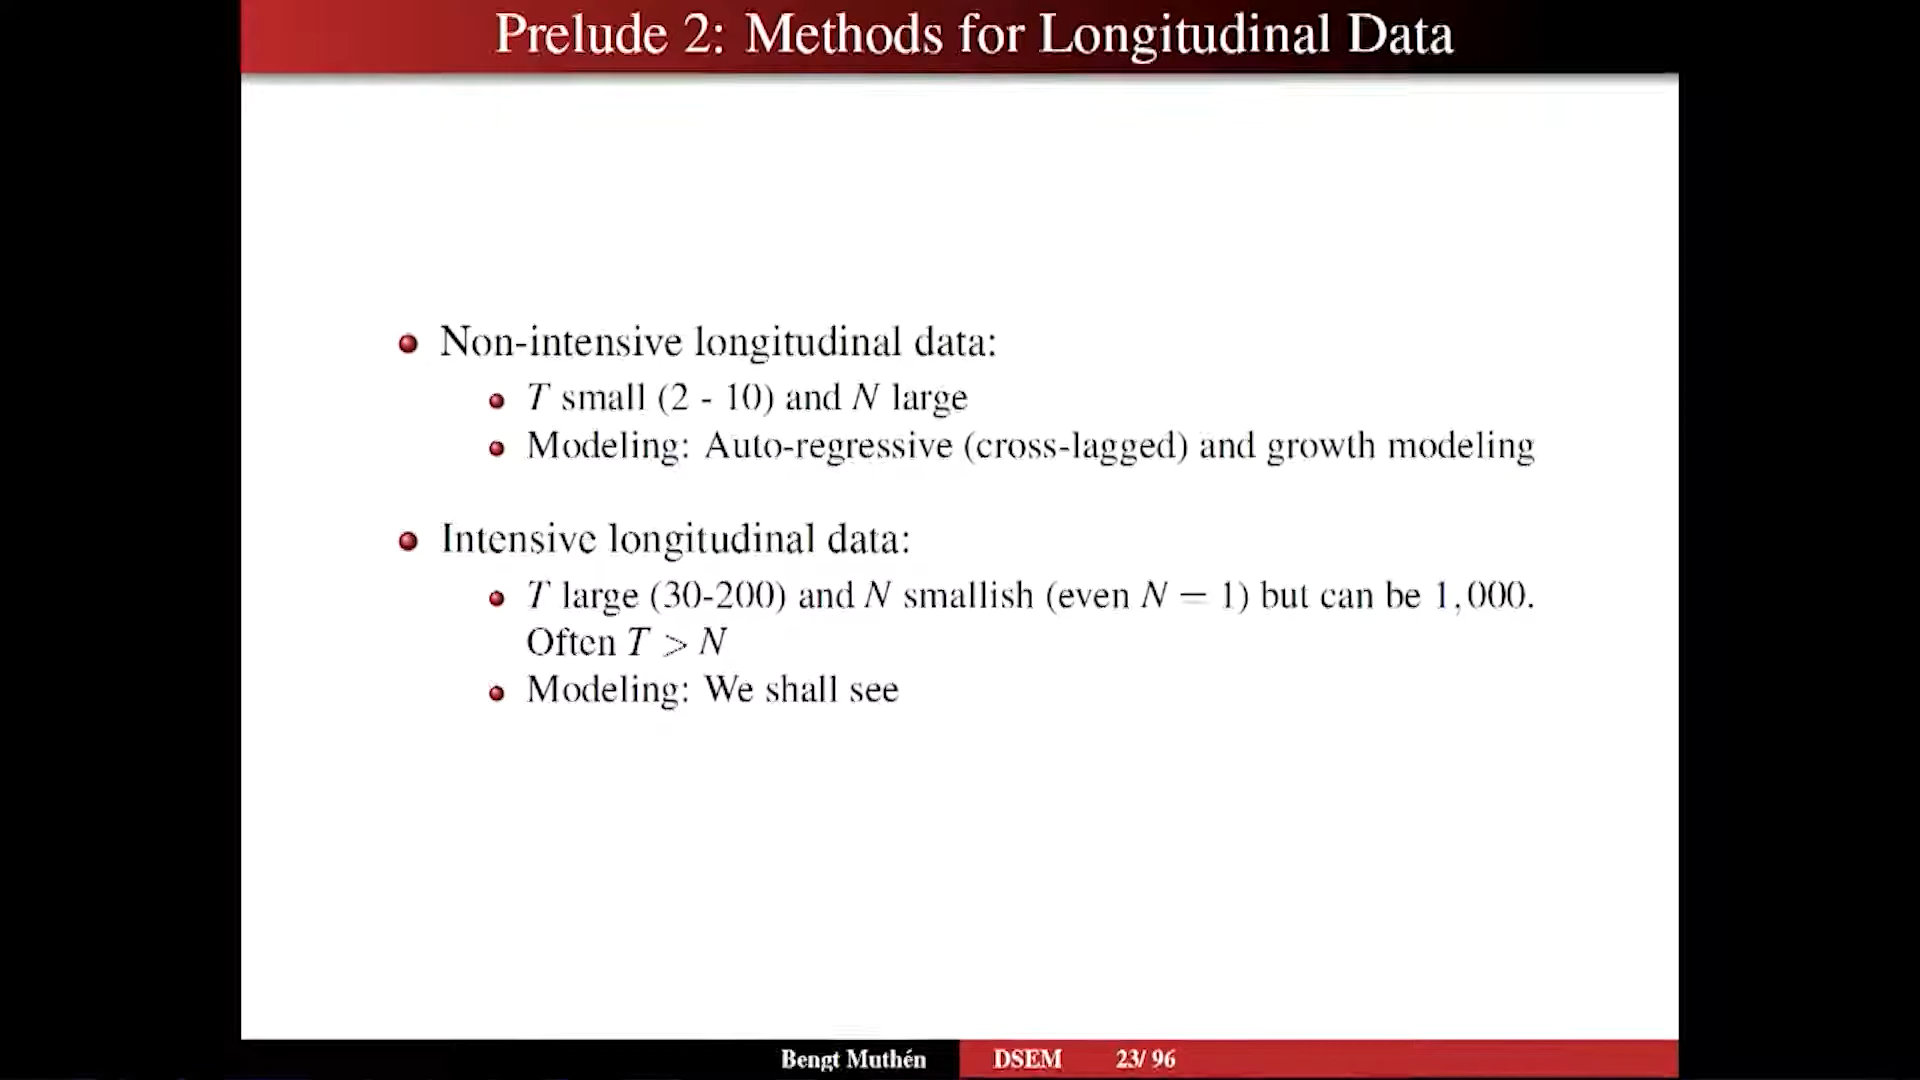 Prelude 2: Methods for Longitudinal Data
Non-intensive longitudinal data:
T small (2 - 10) and N large
Modeling: Auto-regressive (cross-lagged) and growth modeling
Intensive longitudinal data:
T large (30-200) and N smallish (even N = 1) but can be 1,000.
Often T > N
Modeling: We shall see
Bengt Muthén DSEM 23/ 96